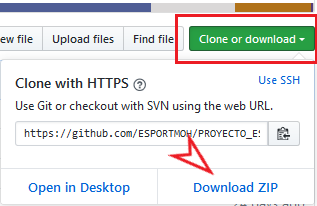 ew file Upload files Find file Clone or download
Clone with HTTPS
Use SSH
Use Git or checkout with SVN using the web URL.
https://github.com/ESPORTMOH/PROYECTO_ES
Open in Desktop Download ZIP